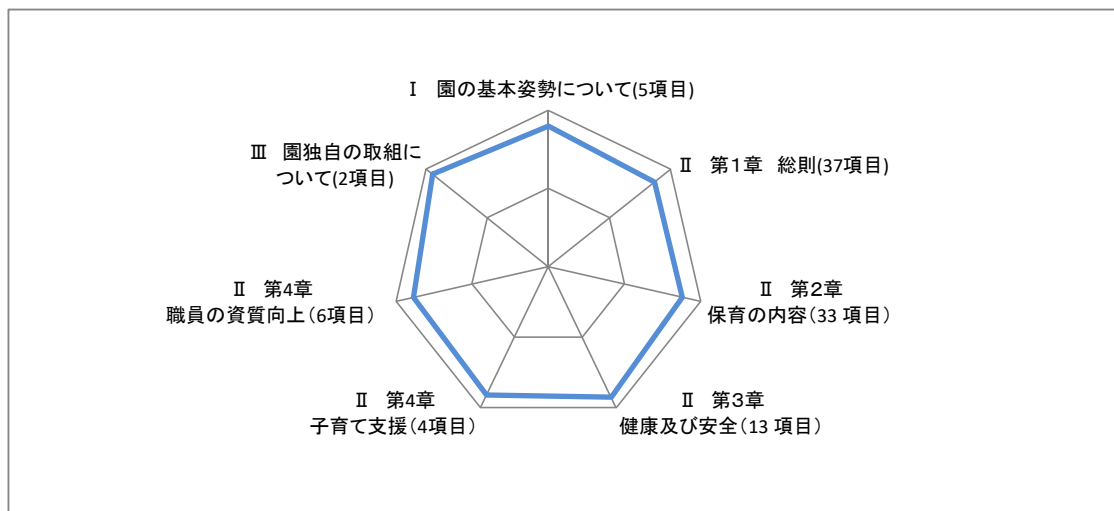 Ⅰ　園の基本姿勢について(5項目)
Ⅱ　第1章　総則(37項目)
Ⅱ　第２章
保育の内容（33 項目）
Ⅱ　第３章
健康及び安全（13 項目）
Ⅱ　第4章
子育て支援（4項目）
Ⅱ　第4章
職員の資質向上（6項目）
Ⅲ　園独自の取組に
ついて(2項目)